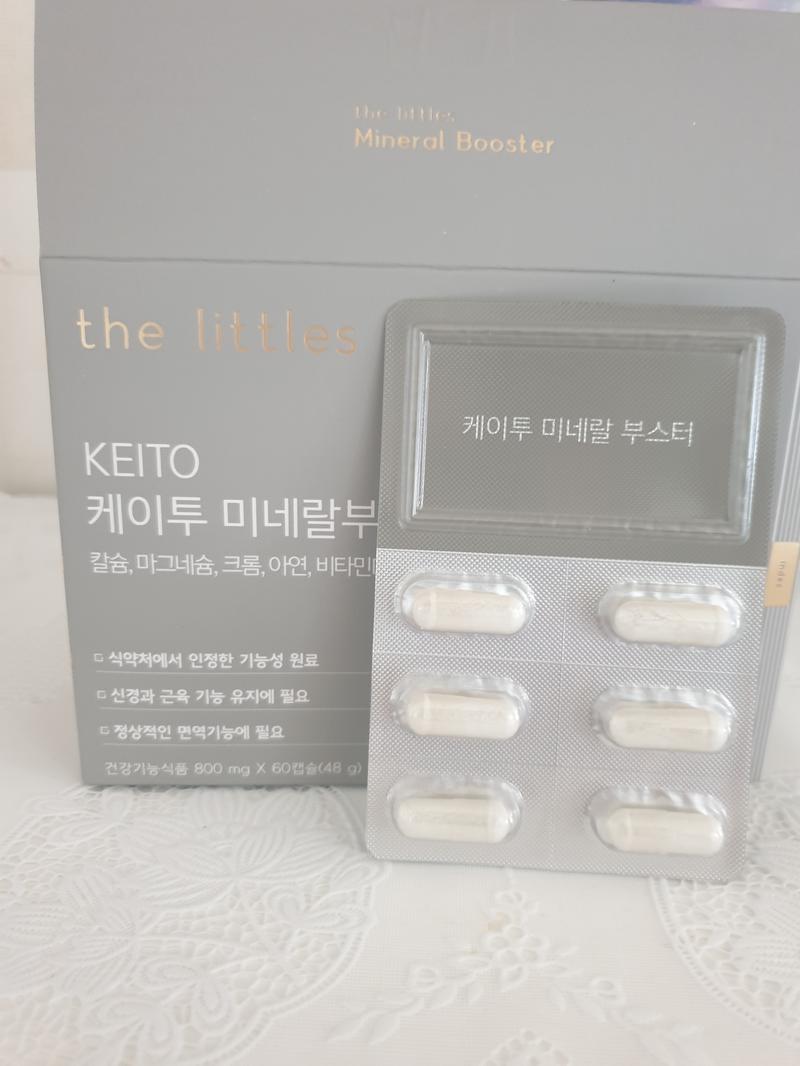 the littles
Mineral Booster
the littles
KEITO
케이투 미네랄부
칼슘, 마그네슘, 크롬, 아연, 비타민
식약처에서 인정한 기능성 원료
신경과 근육 기능 유지에 필요
정상적인 면역기능에 필요
건강기능식품 800 mg X 60캡슐(48 g)
케이투 미네랄 부스터
index